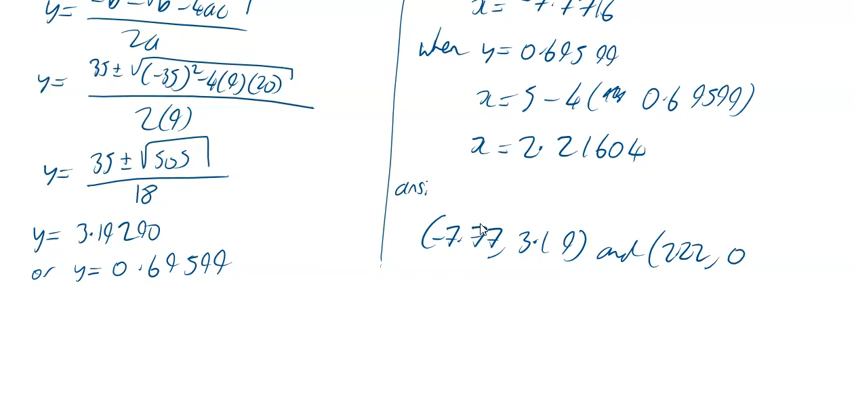 y = -b ± √b² - 4ac
2a
y = 35 ± √(-35)² - 4(9)(20)
2(9)
y = 35 ± √505
18
y = 3.19290
or y = 0.69599
x = -7.7716
when y = 0.69599
x = 5 - 4(0.69599)
x = 2.21604
ans:
(-7.77, 3.19) and (2.22, 0